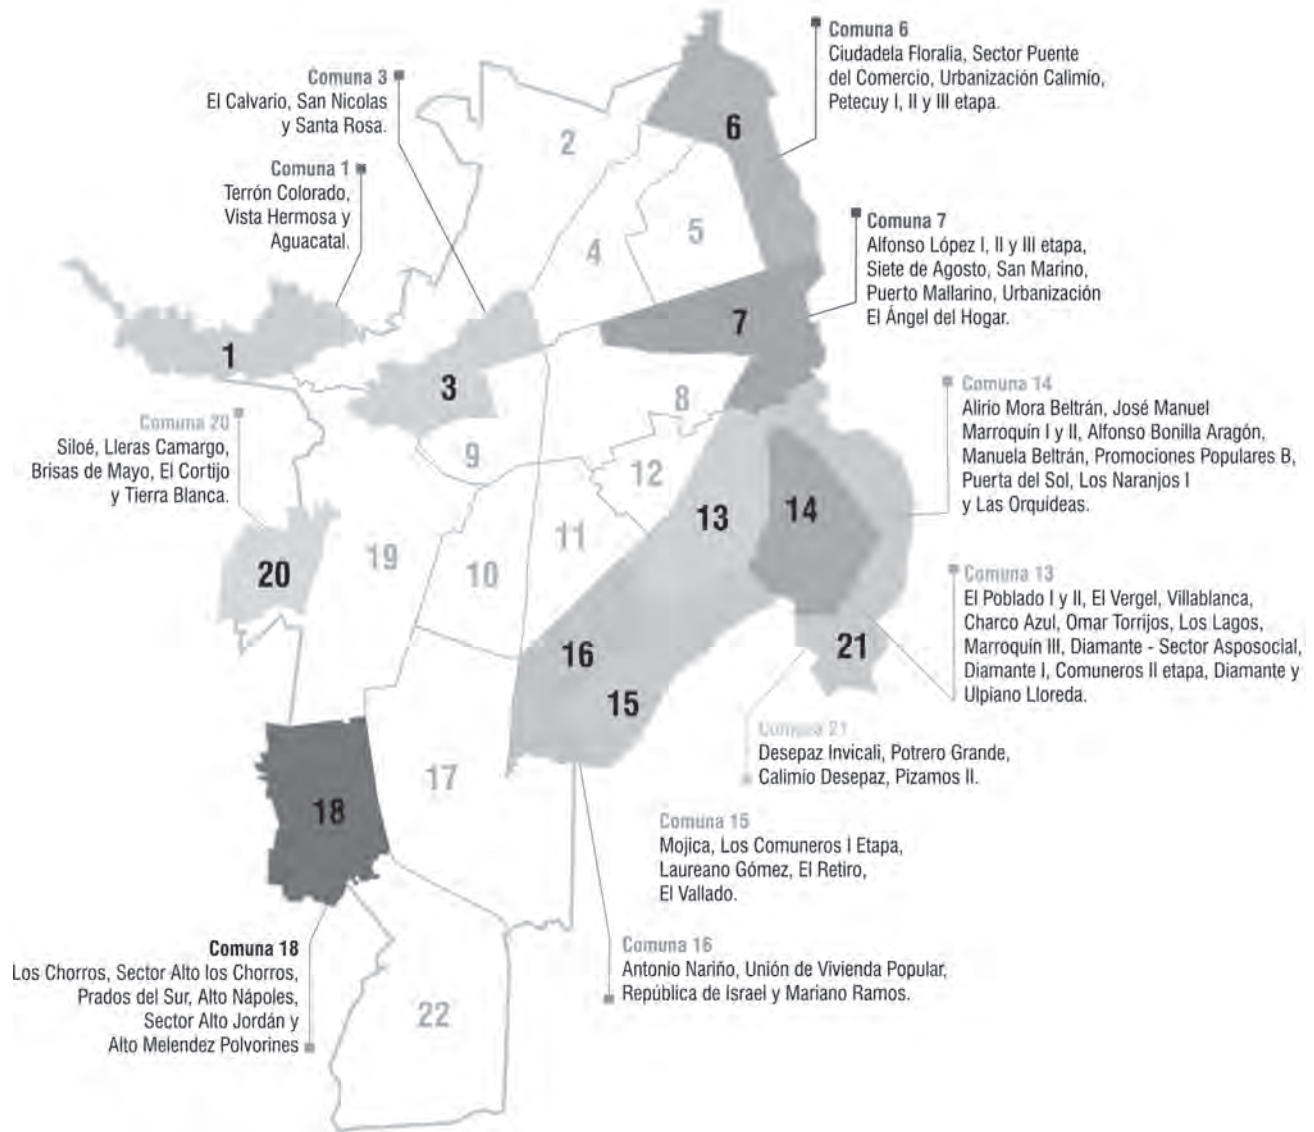 Comuna 6
Ciudadela Floralia, Sector Puente
del Comercio, Urbanización Calimío,
Petecuy I, II y III etapa.
Comuna 3
El Calvario, San Nicolas
y Santa Rosa.
Comuna 1
Terrón Colorado,
Vista Hermosa y
Aguacatal.
Comuna 7
Alfonso López I, II y III etapa,
Siete de Agosto, San Marino,
Puerto Mallarino, Urbanización
El Ángel del Hogar.
Comuna 14
Alirio Mora Beltrán, José Manuel
Marroquín I y II, Alfonso Bonilla Aragón,
Manuela Beltrán, Promociones Populares B,
Puerta del Sol, Los Naranjos I
y Las Orquídeas.
Comuna 20
Siloé, Lleras Camargo,
Brisas de Mayo, El Cortijo
y Tierra Blanca.
Comuna 13
El Poblado I y II, El Vergel, Villablanca,
Charco Azul, Omar Torrijos, Los Lagos,
Marroquín III, Diamante - Sector Asposocial,
Diamante I, Comuneros II etapa, Diamante y
Ulpiano Lloreda.
Comuna 21
Desepaz Invicali, Potrero Grande,
Calimio Desepaz, Pizamos II.
Comuna 15
Mojica, Los Comuneros I Etapa,
Laureano Gómez, El Retiro,
El Vallado.
Comuna 16
Antonio Nariño, Unión de Vivienda Popular,
República de Israel y Mariano Ramos.
Comuna 18
Los Chorros, Sector Alto los Chorros,
Prados del Sur, Alto Nápoles,
Sector Alto Jordán y
Alto Melendez Polvorines
6
2
5
4
7
1
3
8
9
12
13
14
11
19
10
20
16
21
15
17
18
22